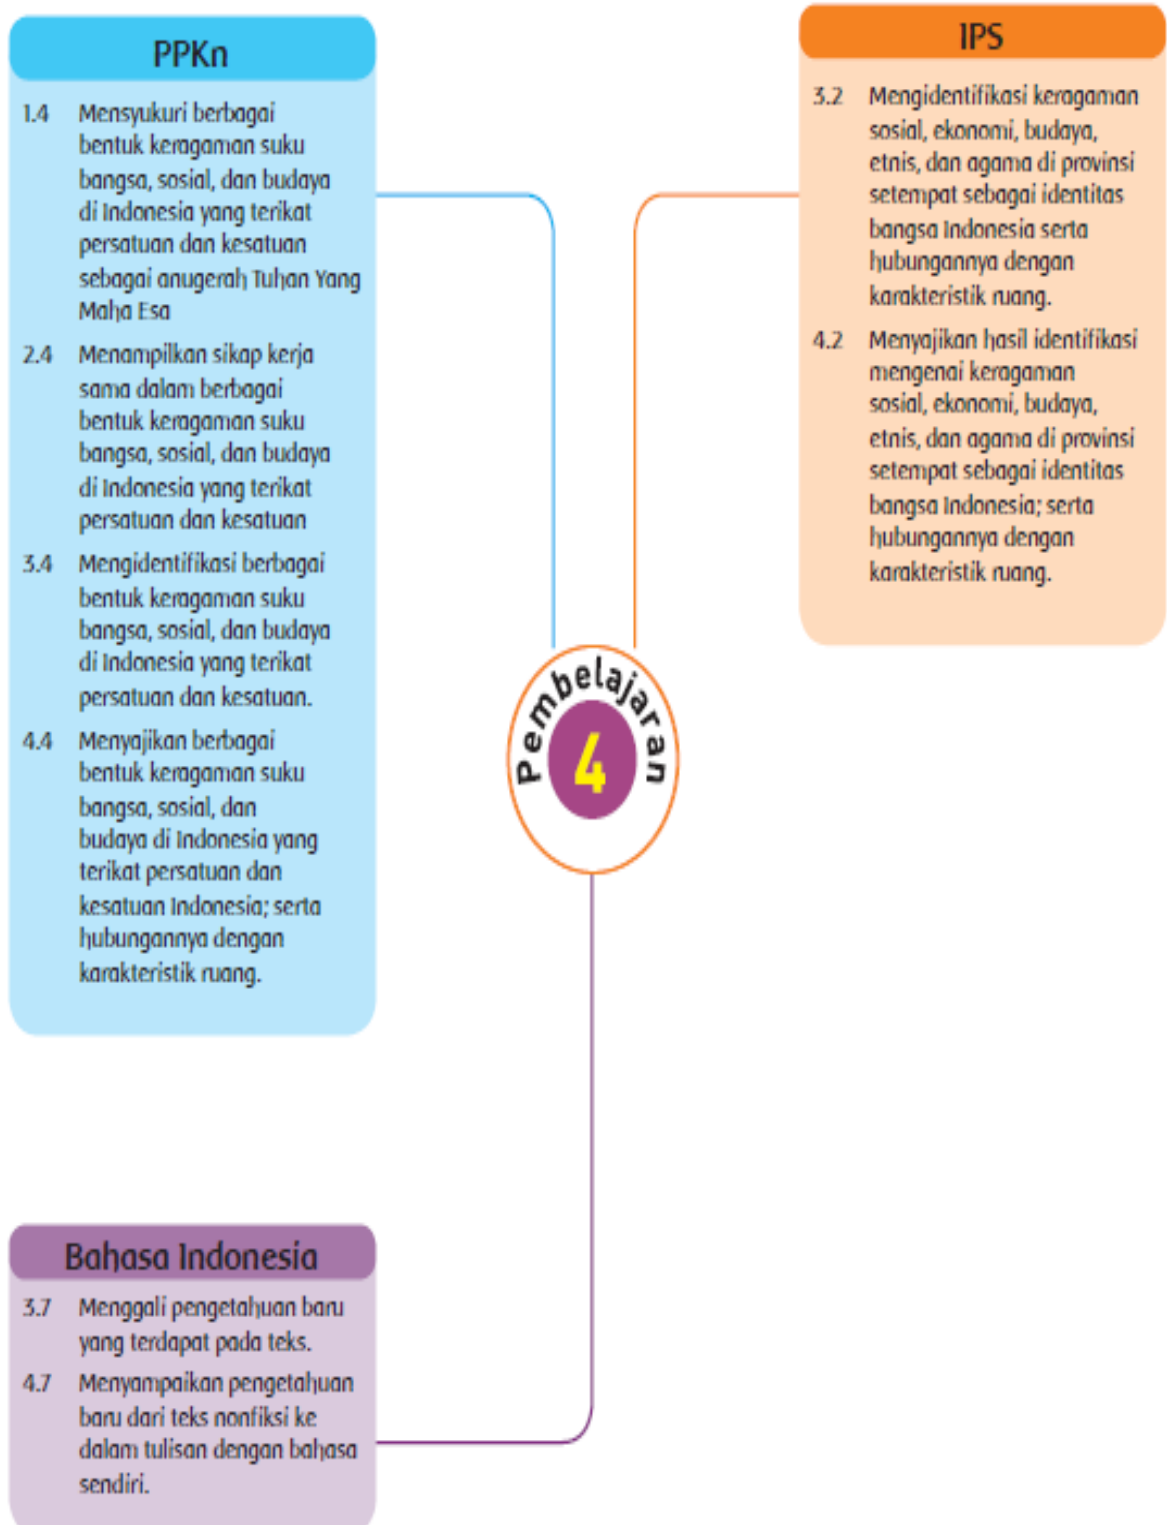 PPKn
1.4 Mensyukuri berbagai
bentuk keragaman suku
bangsa, sosial, dan budaya
di Indonesia yang terikat
persatuan dan kesatuan
sebagai anugerah Tuhan Yang
Maha Esa
2.4 Menampilkan sikap kerja
sama dalam berbagai
bentuk keragaman suku
bangsa, sosial, dan budaya
di Indonesia yang terikat
persatuan dan kesatuan
3.4 Mengidentifikasi berbagai
bentuk keragaman suku
bangsa, sosial, dan budaya
di Indonesia yang terikat
persatuan dan kesatuan.
4.4 Menyajikan berbagai
bentuk keragaman suku
bangsa, sosial, dan
budaya di Indonesia yang
terikat persatuan dan
kesatuan Indonesia; serta
hubungannya dengan
karakteristik ruang.
IPS
3.2 Mengidentifikasi keragaman
sosial, ekonomi, budaya,
etnis, dan agama di provinsi
setempat sebagai identitas
bangsa Indonesia serta
hubungannya dengan
karakteristik ruang.
4.2 Menyajikan hasil identifikasi
mengenai keragaman
sosial, ekonomi, budaya,
etnis, dan agama di provinsi
setempat sebagai identitas
bangsa Indonesia; serta
hubungannya dengan
karakteristik ruang.
Pembelajaran
4
Bahasa Indonesia
3.7 Menggali pengetahuan baru
yang terdapat pada teks.
4.7 Menyampaikan pengetahuan
baru dari teks nonfiksi ke
dalam tulisan dengan bahasa
sendiri.